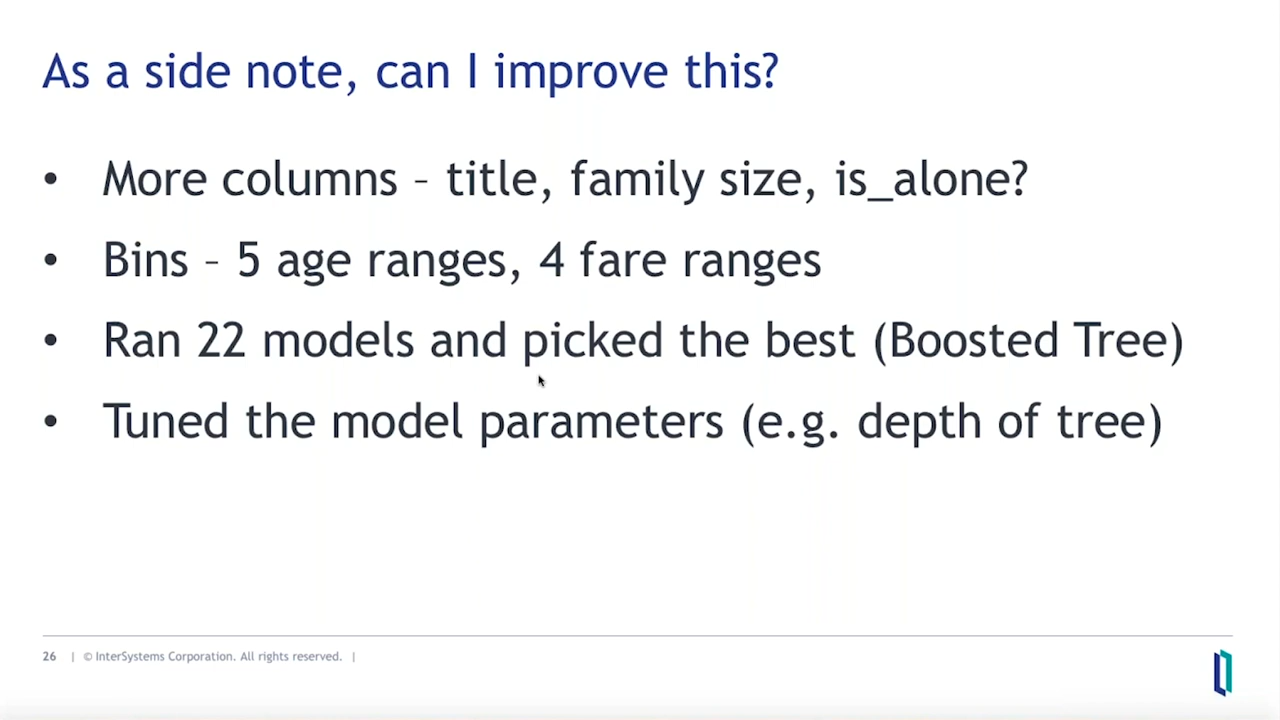 As a side note, can I improve this?
• More columns – title, family size, is_alone?
• Bins – 5 age ranges, 4 fare ranges
• Ran 22 models and picked the best (Boosted Tree)
• Tuned the model parameters (e.g. depth of tree)
26 | © InterSystems Corporation. All rights reserved. |